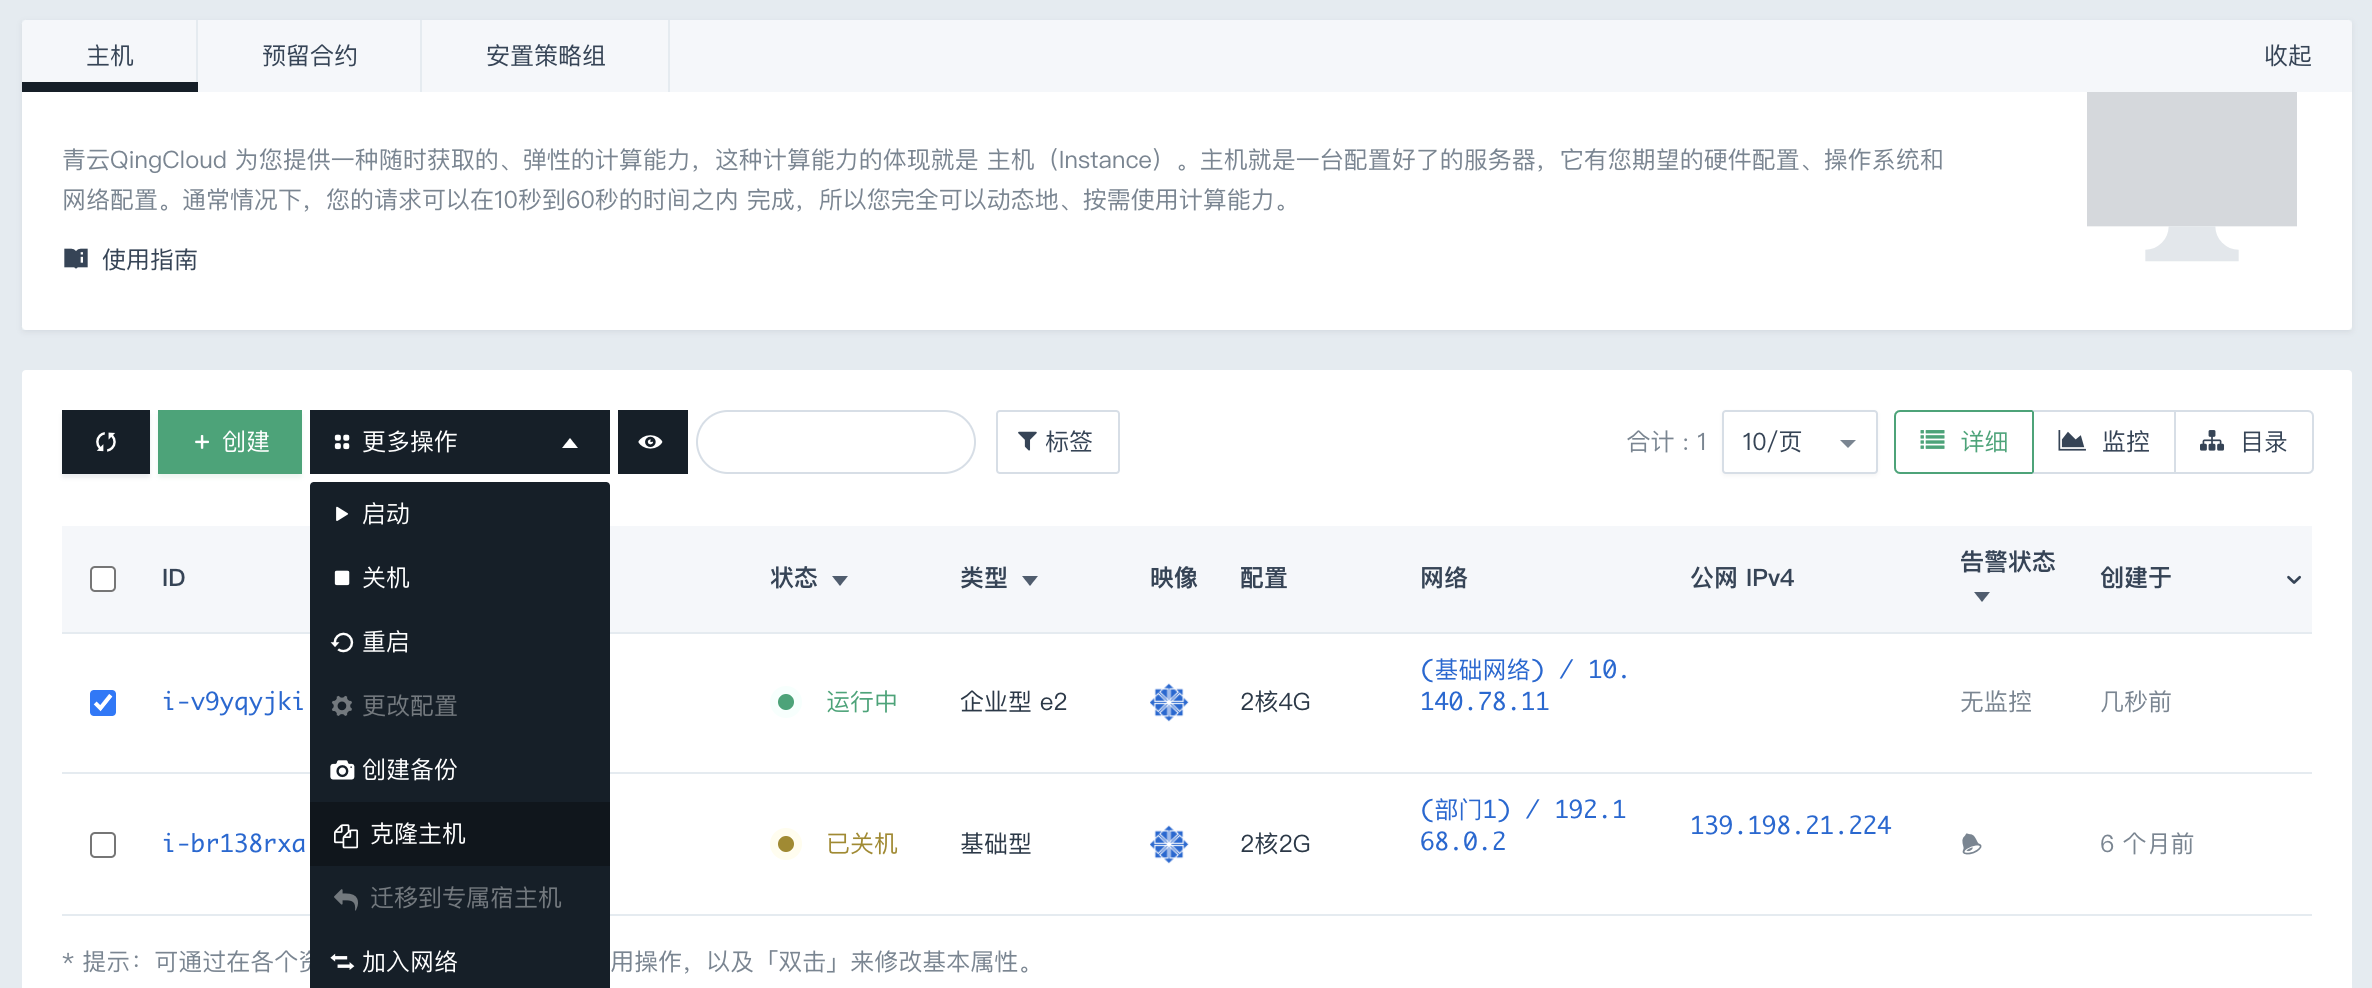 主机
预留合约
安置策略组
收起
青云QingCloud 为您提供一种随时获取的、弹性的计算能力，这种计算能力的体现就是 主机（Instance）。主机就是一台配置好了的服务器，它有您期望的硬件配置、操作系统和
网络配置。通常情况下，您的请求可以在10秒到60秒的时间之内 完成，所以您完全可以动态地、按需使用计算能力。
使用指南
+ 创建
更多操作
标签
合计 : 1
10/页
详细
监控
目录
启动
关机
重启
更改配置
创建备份
克隆主机
迁移到专属宿主机
加入网络
ID
状态
类型
映像
配置
网络
公网 IPv4
告警状态
创建于
i-v9yqyjki
运行中
企业型 e2
2核4G
(基础网络) / 10.
140.78.11
无监控
几秒前
i-br138rxa
已关机
基础型
2核2G
(部门1) / 192.1
68.0.2
139.198.21.224
6 个月前
* 提示：可通过在各个
用操作，以及「双击」来修改基本属性。